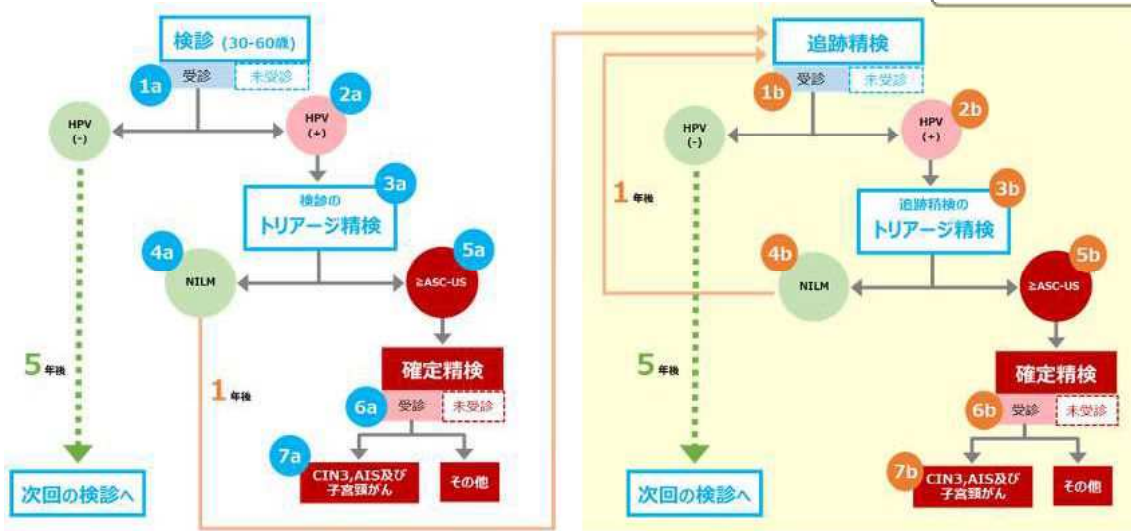 検診 (30-60歳)
1a
受診
未受診
2a
HPV
(-)
HPV
(+)
3a
検診の
トリアージ精検
4a
NILM
5a
≧ASC-US
5年後
1年後
確定精検
6a
受診
未受診
7a
CIN3,AIS及び
子宮頸がん
その他
次回の検診へ
追跡精検
1b
受診
未受診
2b
HPV
(-)
HPV
(+)
1年後
3b
追跡精検の
トリアージ精検
4b
NILM
5b
≧ASC-US
5年後
確定精検
6b
受診
未受診
7b
CIN3,AIS及び
子宮頸がん
その他
次回の検診へ